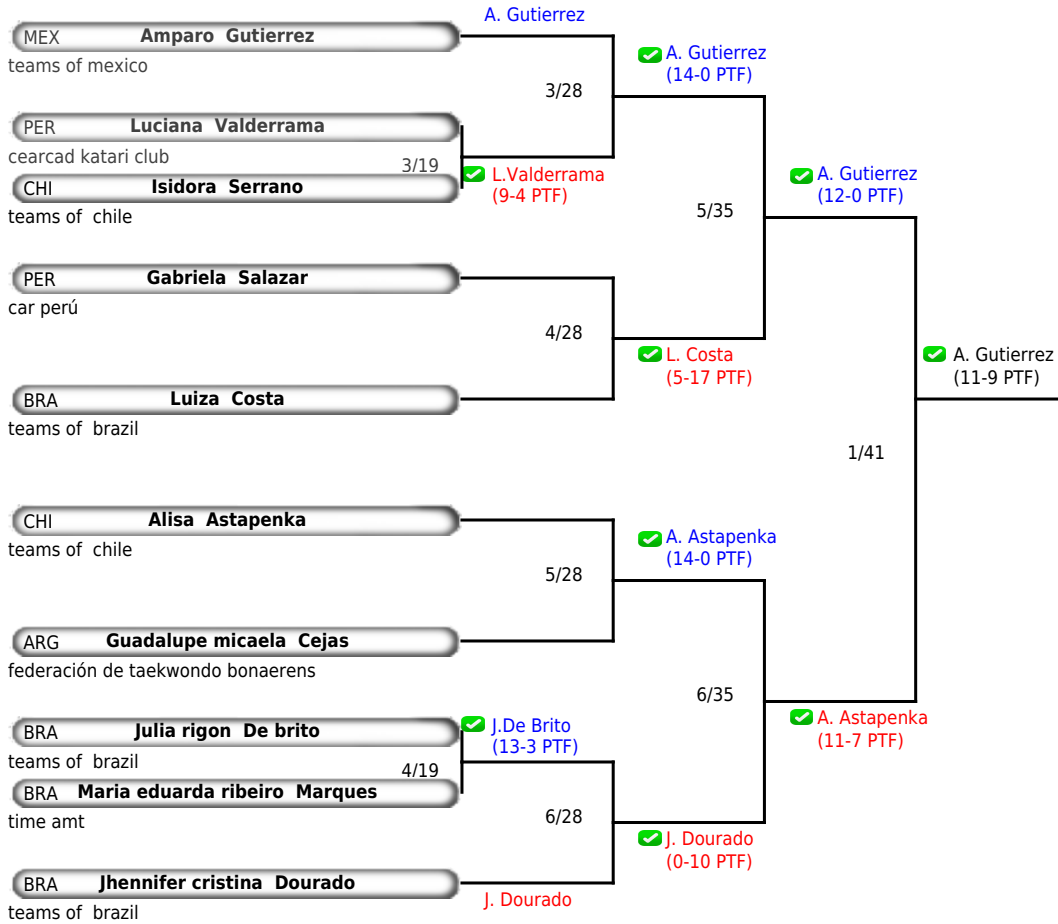 A. Gutierrez
MEX Amparo Gutierrez
teams of mexico
A. Gutierrez
(14-0 PTF)
3/28
PER Luciana Valderrama
cearcad katari club
3/19
L.Valderrama
(9-4 PTF)
CHI Isidora Serrano
teams of chile
A. Gutierrez
(12-0 PTF)
5/35
PER Gabriela Salazar
car perú
4/28
L. Costa
(5-17 PTF)
BRA Luiza Costa
teams of brazil
A. Gutierrez
(11-9 PTF)
1/41
CHI Alisa Astapenka
teams of chile
A. Astapenka
(14-0 PTF)
5/28
ARG Guadalupe micaela Cejas
federación de taekwondo bonaerens
6/35
A. Astapenka
(11-7 PTF)
BRA Julia rigon De brito
teams of brazil
J.De Brito
(13-3 PTF)
4/19
BRA Maria eduarda ribeiro Marques
time amt
6/28
J. Dourado
(0-10 PTF)
BRA Jhennifer cristina Dourado
teams of brazil
J. Dourado